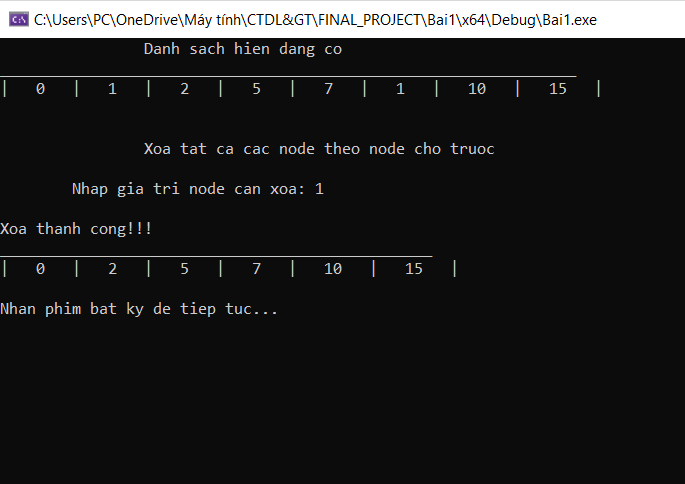 C:\Users\PC\OneDrive\Máy tính\CTDL&GT\FINAL_PROJECT\Bai1\x64\Debug\Bai1.exe
Danh sach hien dang co
________________________________________________________________
| 0 | 1 | 2 | 5 | 7 | 1 | 10 | 15 |
Xoa tat ca cac node theo node cho truoc
Nhap gia tri node can xoa: 1
Xoa thanh cong!!!
________________________________________________
| 0 | 2 | 5 | 7 | 10 | 15 |
Nhan phim bat ky de tiep tuc...